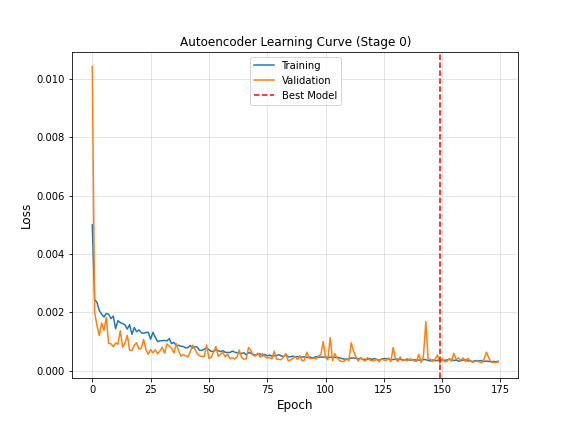 Autoencoder Learning Curve (Stage 0)
Training
Validation
Best Model
0.010
0.008
0.006
0.004
0.002
0.000
Loss
0
25
50
75
100
125
150
175
Epoch